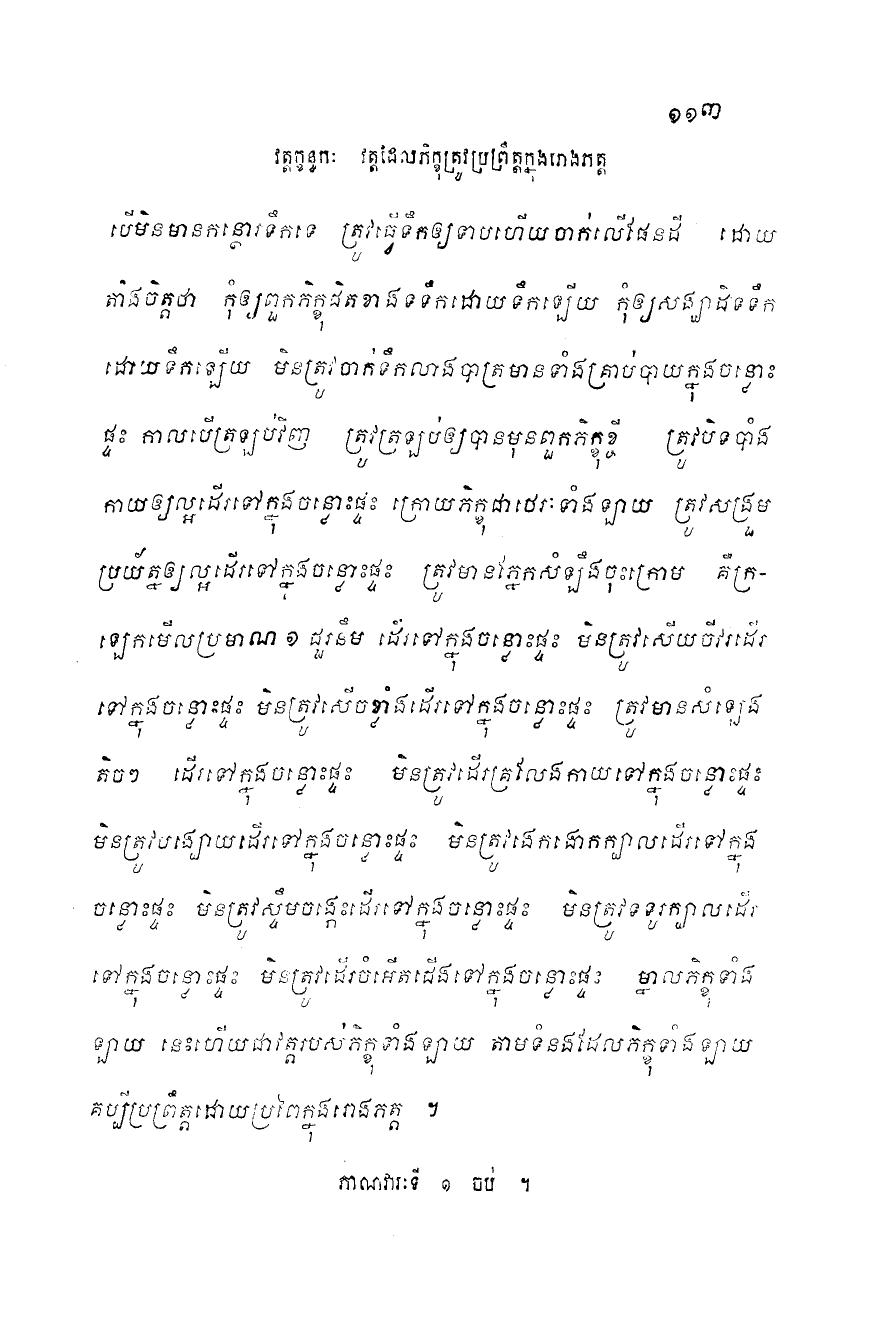 ១១៣
វត្តក្ខន្ធកៈ វត្តដែលភិក្ខុត្រូវប្រព្រឹត្តក្នុងរោងភត្ត
បើមិនមានកន្ថោរទឹកទេ ត្រូវធ្វើទឹកឲ្យទាបហើយចាក់លើផែនដី ដោយ
តាំងចិត្តថា កុំឲ្យពួកភិក្ខុជិតខាងទទឹកដោយទឹកឡើយ កុំឲ្យសង្ឃាដិទទឹក
ដោយទឹកឡើយ មិនត្រូវចាក់ទឹកលាងបាត្រមានទាំងគ្រាប់បាយក្នុងចន្លោះ
ផ្ទះ កាលបើត្រឡប់វិញ ត្រូវត្រឡប់ឲ្យបានមុនពួកភិក្ខុខ្ចី ត្រូវបិទបាំង
កាយឲ្យល្អដើរទៅក្នុងចន្លោះផ្ទះ ក្រោយភិក្ខុជាថេរៈទាំងឡាយ ត្រូវសង្រួម
ប្រយ័ត្នឲ្យល្អដើរទៅក្នុងចន្លោះផ្ទះ ត្រូវមានភ្នែកសំឡឹងចុះក្រោម គឺក្រ-
ឡេកមើលប្រមាណ ១ ដួរនឹម ដើរទៅក្នុងចន្លោះផ្ទះ មិនត្រូវសើយចីវរដើរ
ទៅក្នុងចន្លោះផ្ទះ មិនត្រូវសើចខ្លាំងដើរទៅក្នុងចន្លោះផ្ទះ ត្រូវមានសំឡេង
តិចៗ ដើរទៅក្នុងចន្លោះផ្ទះ មិនត្រូវដើរគ្រលែងកាយទៅក្នុងចន្លោះផ្ទះ
មិនត្រូវបង្ហោយដើរទៅក្នុងចន្លោះផ្ទះ មិនត្រូវងេកងោកក្បាលដើរទៅក្នុង
ចន្លោះផ្ទះ មិនត្រូវស្ទឹមចង្កេះដើរទៅក្នុងចន្លោះផ្ទះ មិនត្រូវទទូរក្បាលដើរ
ទៅក្នុងចន្លោះផ្ទះ មិនត្រូវដើរចំអើតជើងទៅក្នុងចន្លោះផ្ទះ ម្នាលភិក្ខុទាំង
ឡាយ នេះហើយជាវត្តរបស់ភិក្ខុទាំងឡាយ តាមទំនងដែលភិក្ខុទាំងឡាយ
គប្បីប្រព្រឹត្តដោយប្រពៃក្នុងរោងភត្ត ។
ភាណវារៈទី ១ ចប់ ។